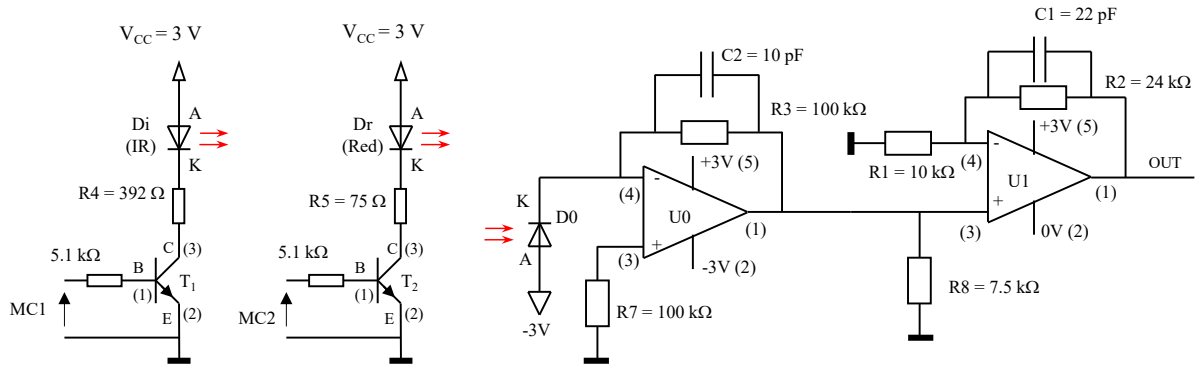 V_CC = 3 V
Di
(IR)
A
K
R4 = 392 Ω
5.1 kΩ
B
(1)
C
(3)
T₁
E
(2)
MC1
V_CC = 3 V
Dr
(Red)
A
K
R5 = 75 Ω
5.1 kΩ
B
(1)
C
(3)
T₂
E
(2)
MC2
C2 = 10 pF
R3 = 100 kΩ
+3V (5)
-
(4)
U0
(1)
+
(3)
-3V (2)
K
D0
A
-3V
R7 = 100 kΩ
C1 = 22 pF
R2 = 24 kΩ
+3V (5)
R1 = 10 kΩ
-
(4)
U1
(1)
OUT
+
(3)
0V (2)
R8 = 7.5 kΩ